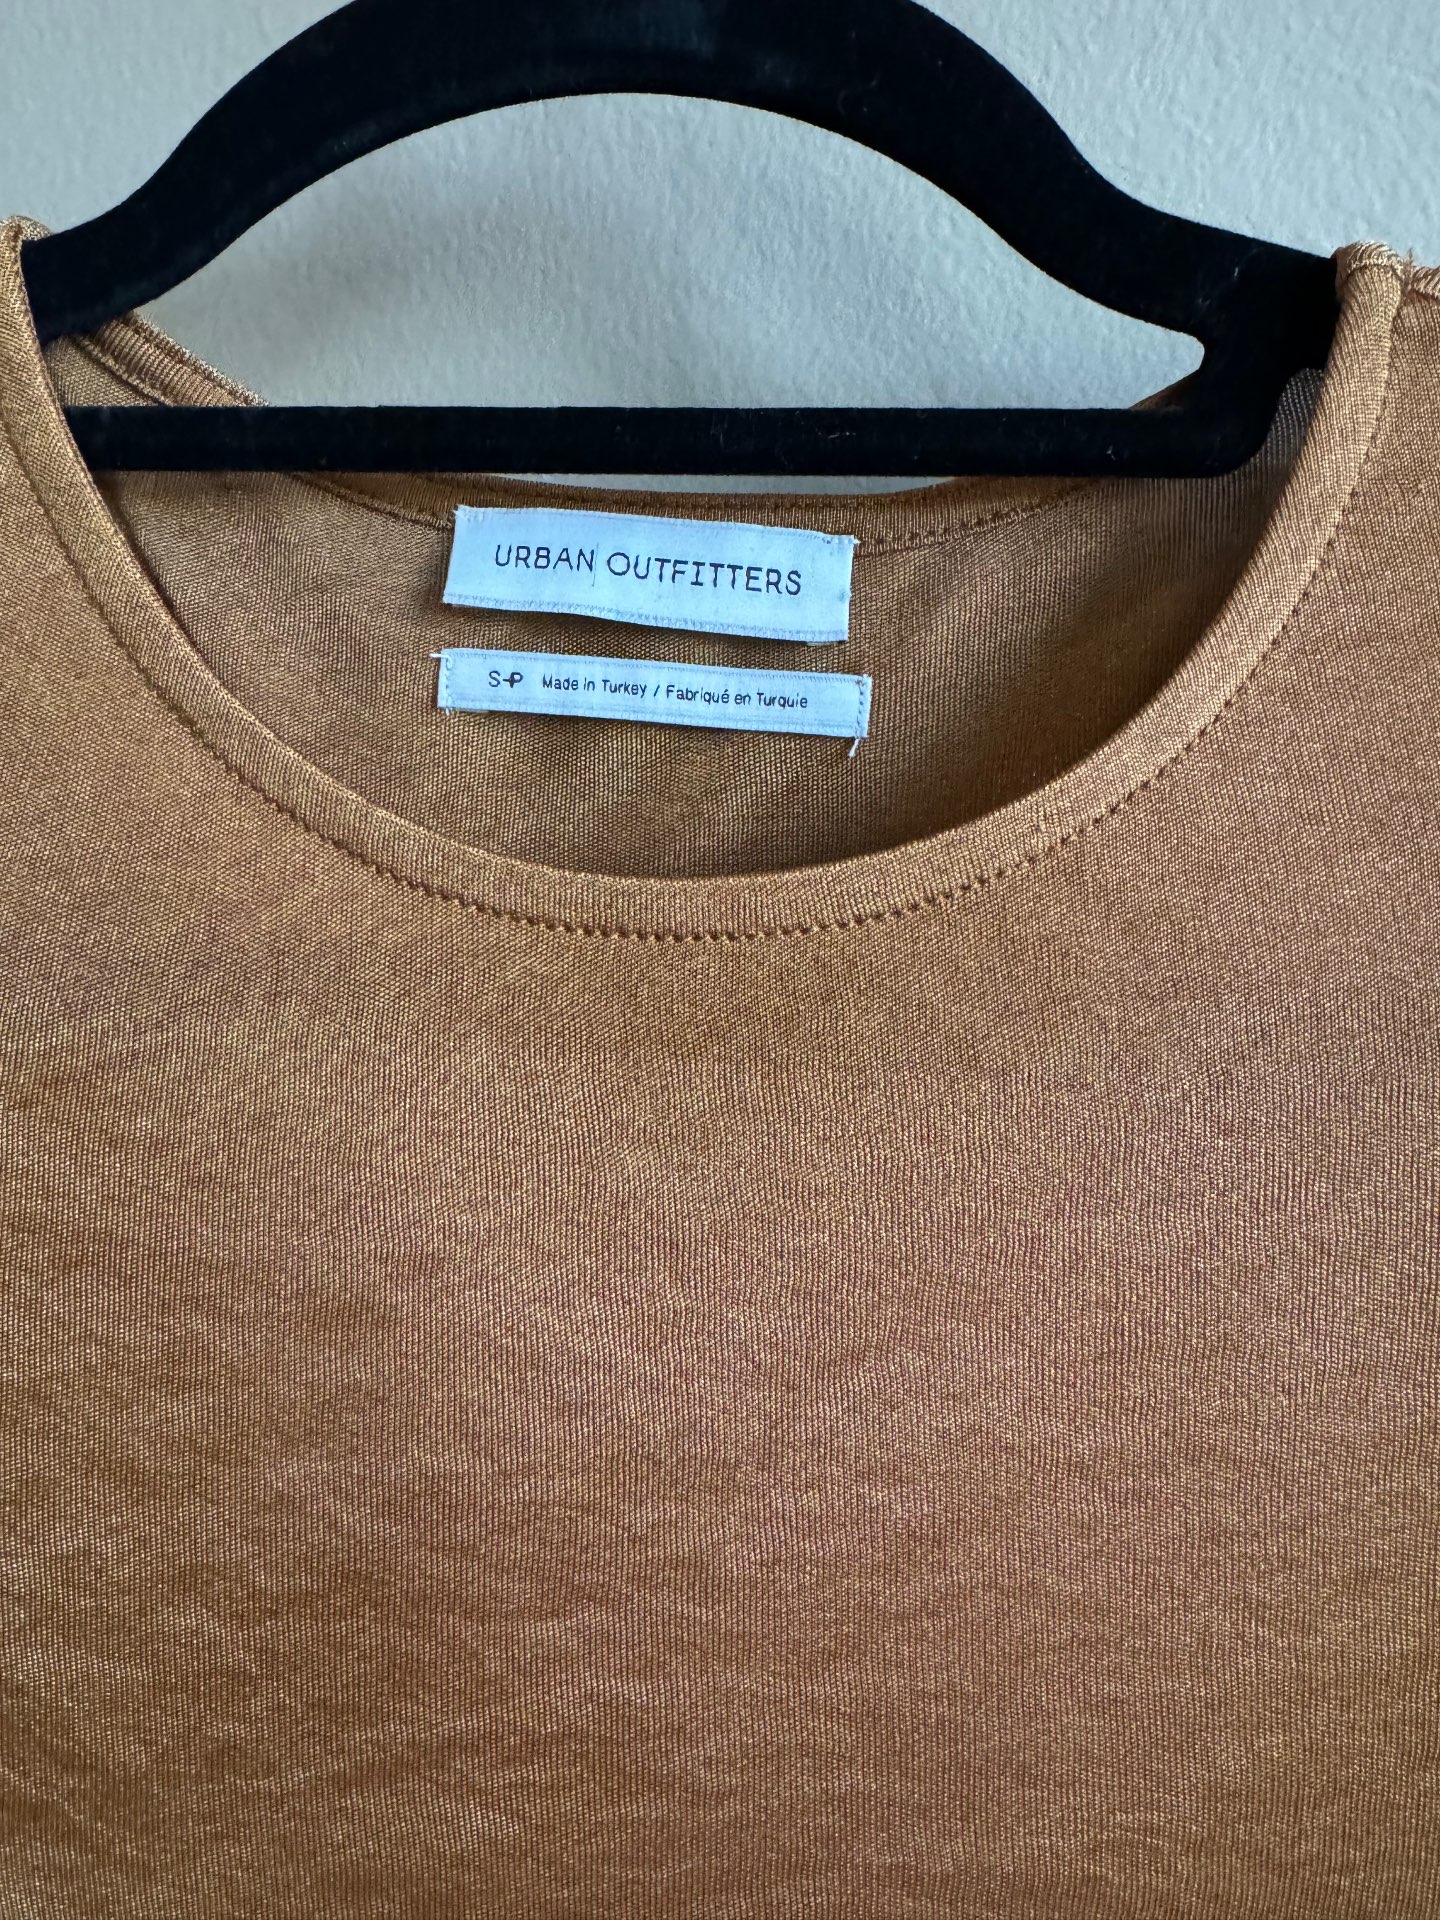 URBAN OUTFITTERS
S-P Made in Turkey / Fabriqué en Turquie